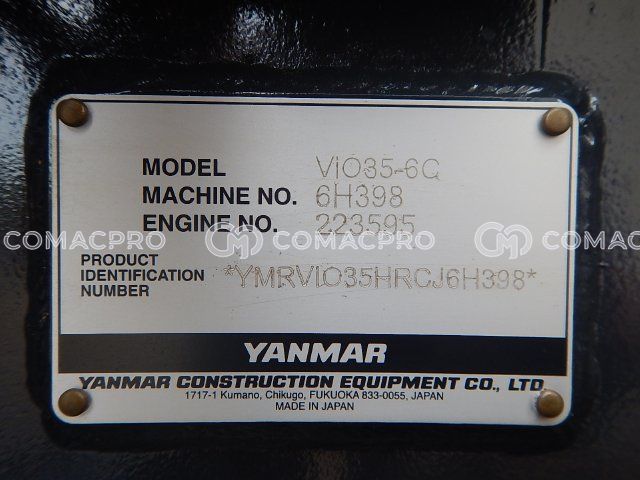 MODEL ViO35-6C
MACHINE NO. 6H398
ENGINE NO. 223595
COMACPRO COMACPRO COMACPRO
PRODUCT
IDENTIFICATION *YMRVIO35HRCJ6H398*
NUMBER
YANMAR
YANMAR CONSTRUCTION EQUIPMENT CO., LTD.
1717-1 Kumano, Chikugo, FUKUOKA 833-0055, JAPAN
MADE IN JAPAN